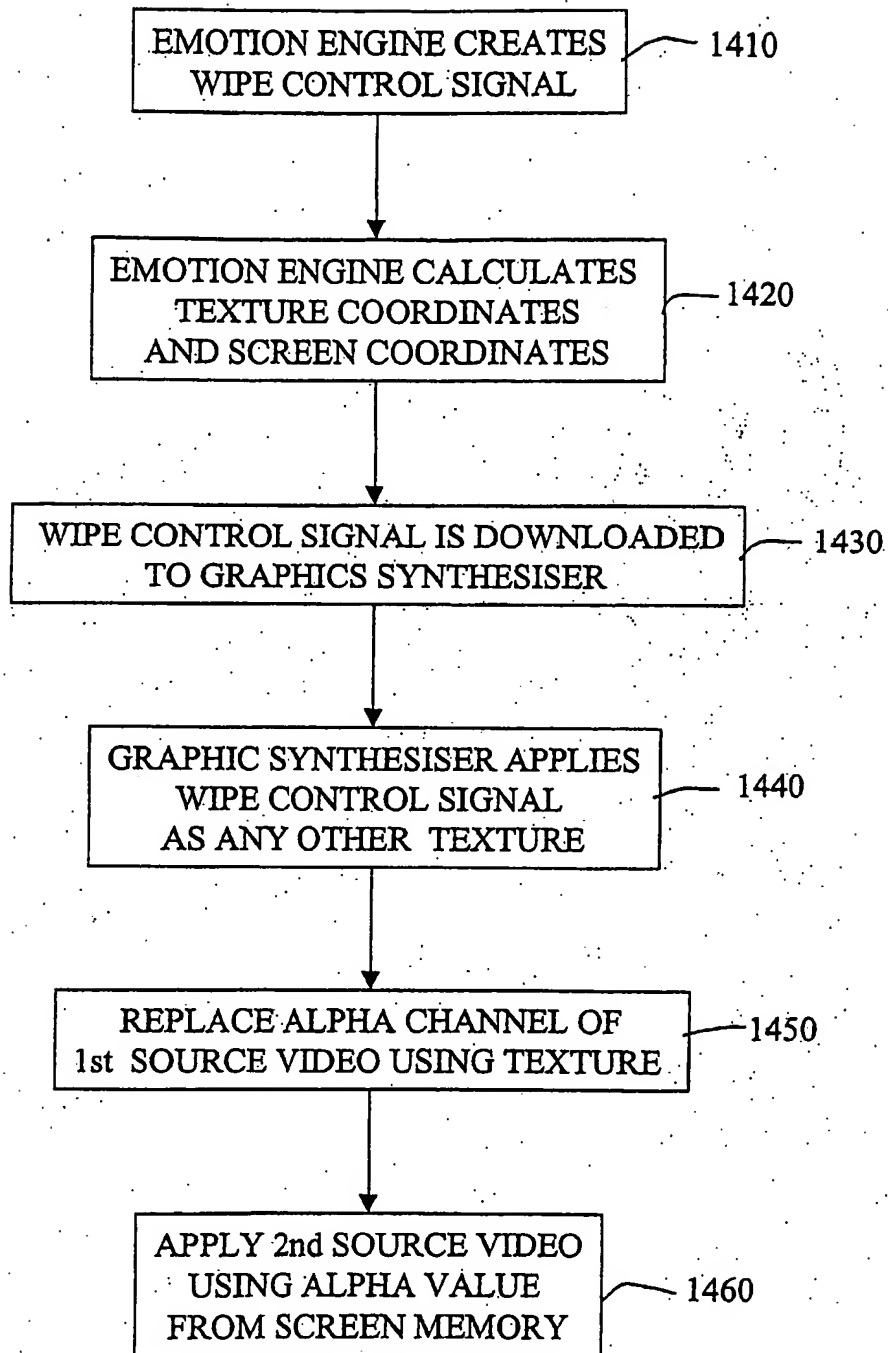 EMOTION ENGINE CREATES
WIPE CONTROL SIGNAL
1410
EMOTION ENGINE CALCULATES
TEXTURE COORDINATES
AND SCREEN COORDINATES
1420
WIPE CONTROL SIGNAL IS DOWNLOADED
TO GRAPHICS SYNTHESISER
1430
GRAPHIC SYNTHESISER APPLIES
WIPE CONTROL SIGNAL
AS ANY OTHER TEXTURE
1440
REPLACE ALPHA CHANNEL OF
1st SOURCE VIDEO USING TEXTURE
1450
APPLY 2nd SOURCE VIDEO
USING ALPHA VALUE
FROM SCREEN MEMORY
1460